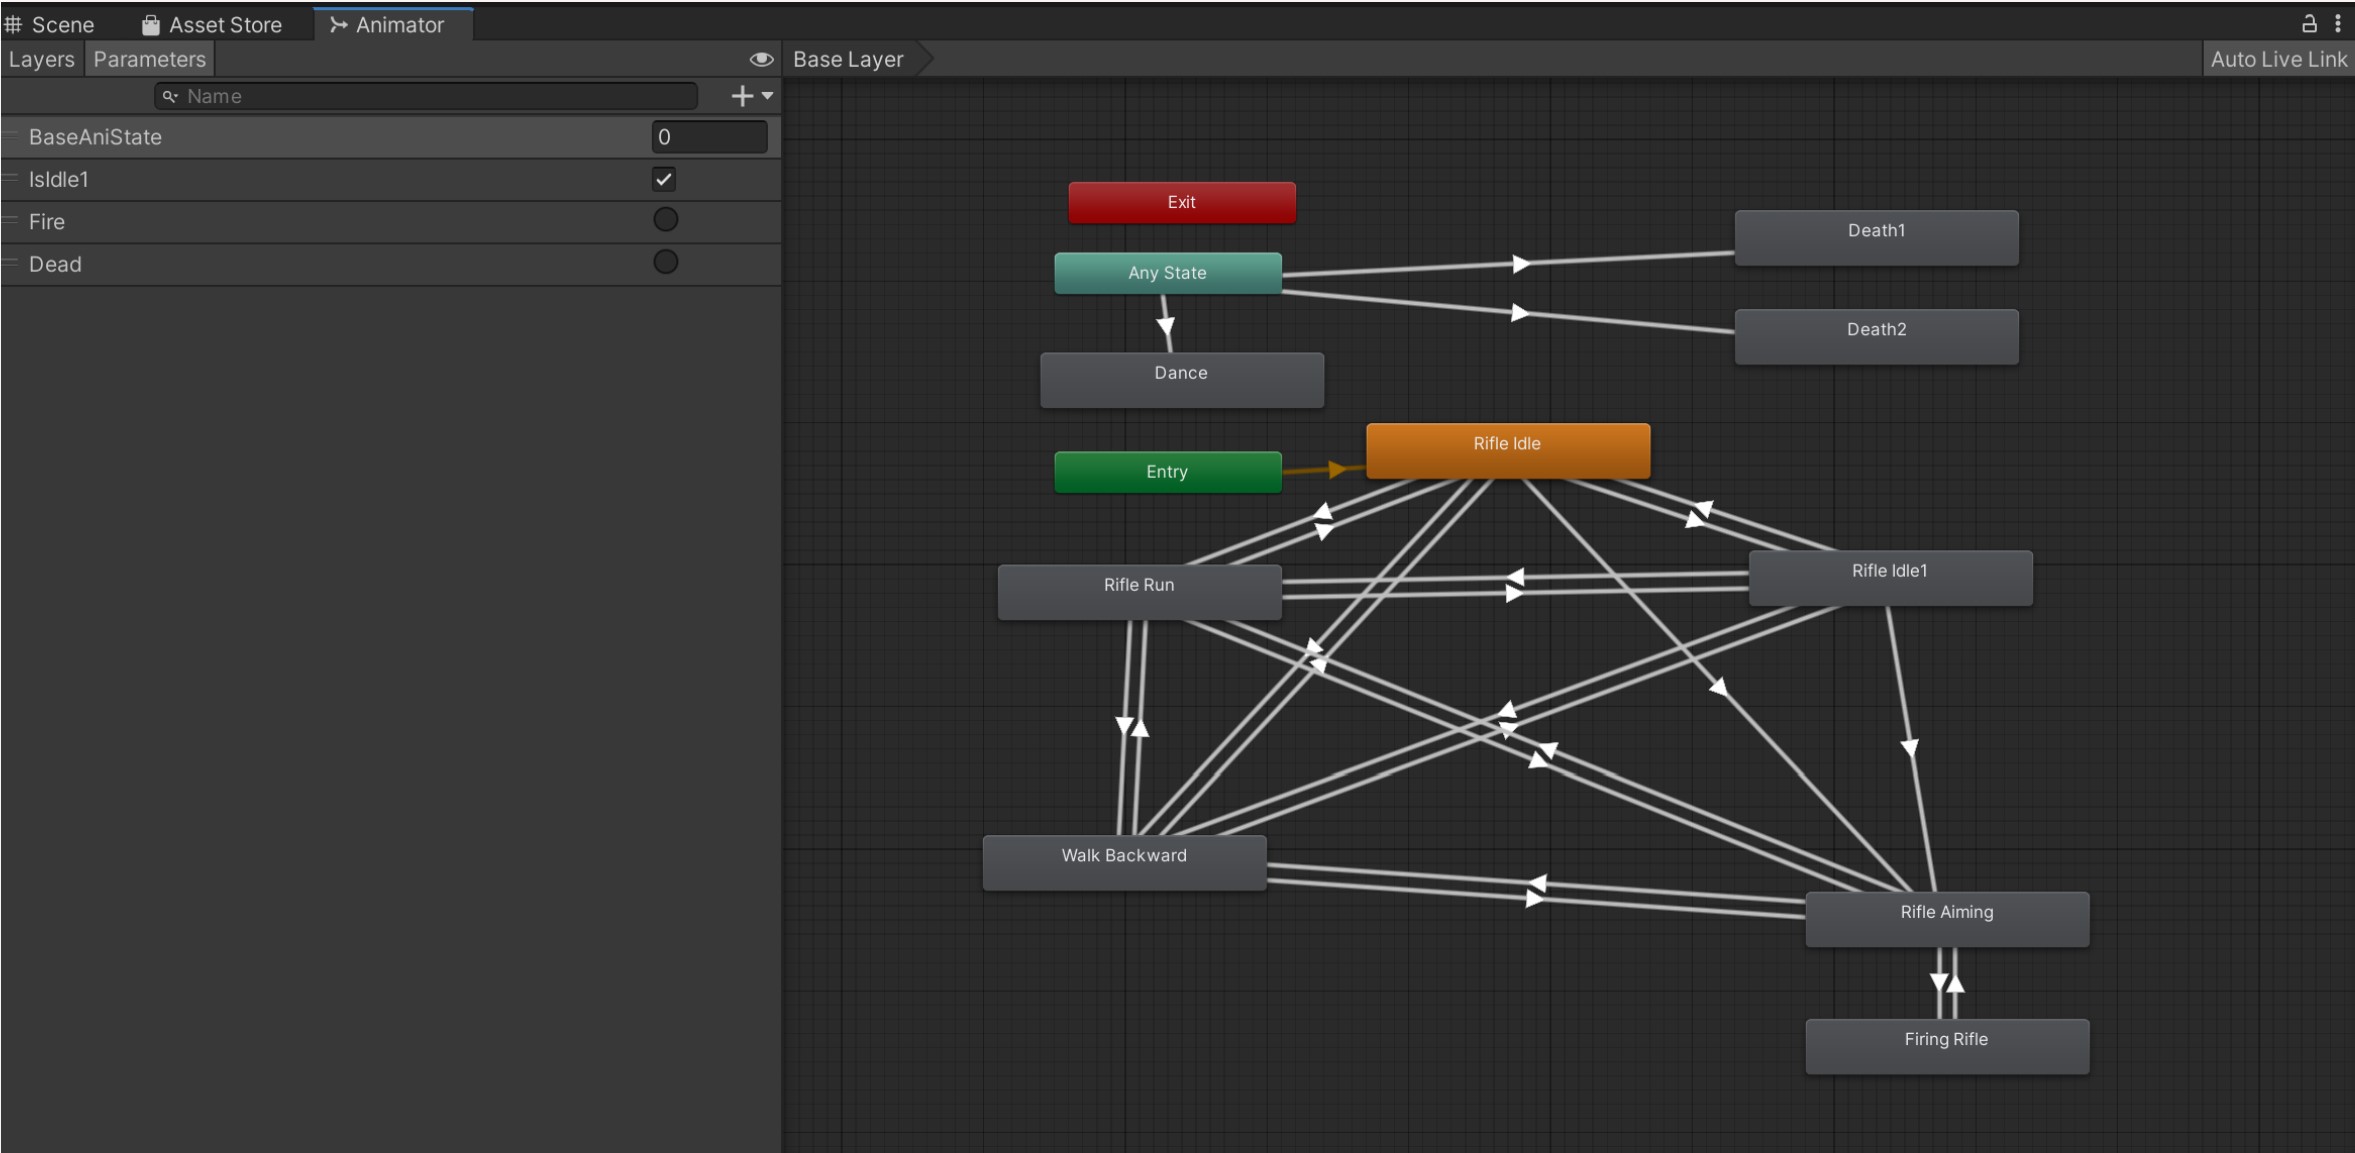 Scene
Asset Store
Animator
Layers
Parameters
Base Layer
Auto Live Link
Name
BaseAniState
0
IsIdle1
Fire
Dead
Exit
Any State
Death1
Death2
Dance
Rifle Idle
Entry
Rifle Run
Rifle Idle1
Walk Backward
Rifle Aiming
Firing Rifle